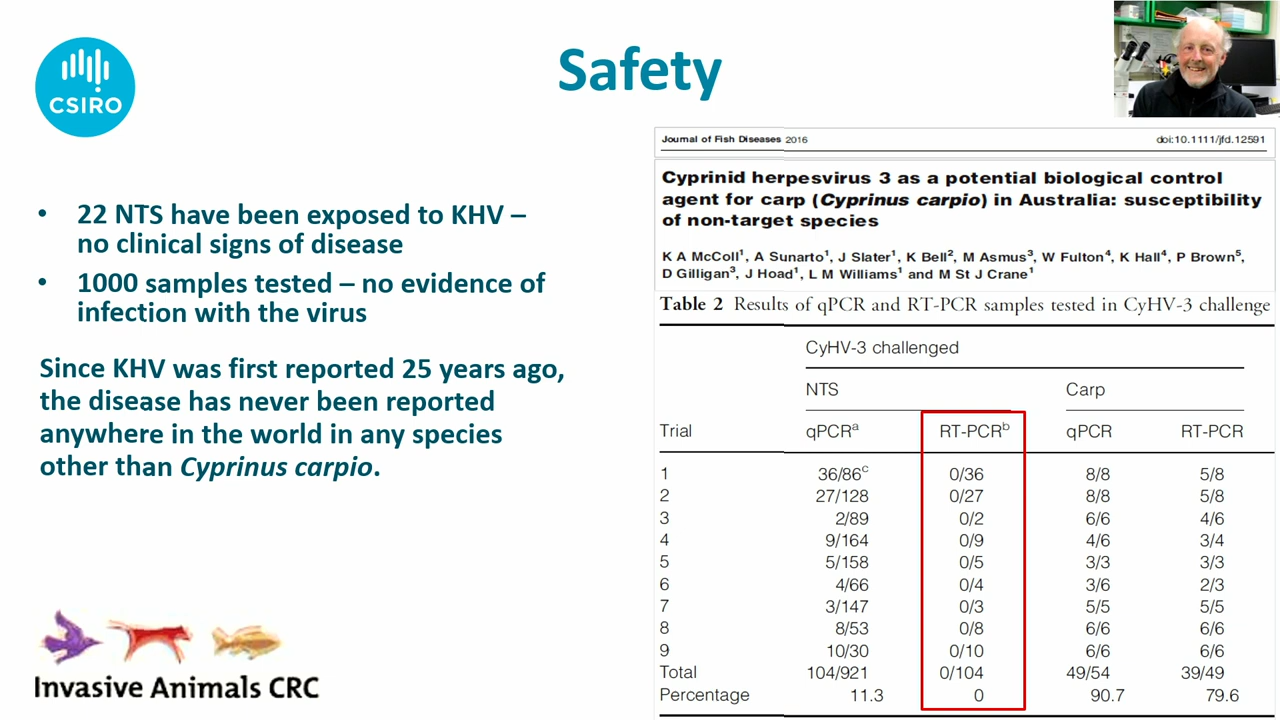 CSIRO
Safety
• 22 NTS have been exposed to KHV –
no clinical signs of disease
• 1000 samples tested – no evidence of
infection with the virus
Since KHV was first reported 25 years ago,
the disease has never been reported
anywhere in the world in any species
other than Cyprinus carpio.
Invasive Animals CRC
Journal of Fish Diseases 2016 doi:10.1111/jfd.12591
Cyprinid herpesvirus 3 as a potential biological control
agent for carp (Cyprinus carpio) in Australia: susceptibility
of non-target species
K A McColl1, A Sunarto1, J Slater1, K Bell2, M Asmus3, W Fulton4, K Hall4, P Brown5,
D Gilligan3, J Hoad1, L M Williams1 and M St J Crane1
Table 2 Results of qPCR and RT-PCR samples tested in CyHV-3 challenge
CyHV-3 challenged
NTS Carp
Trial qPCRa RT-PCRb qPCR RT-PCR
1 36/86c 0/36 8/8 5/8
2 27/128 0/27 8/8 5/8
3 2/89 0/2 6/6 4/6
4 9/164 0/9 4/6 3/4
5 5/158 0/5 3/3 3/3
6 4/66 0/4 3/6 2/3
7 3/147 0/3 5/5 5/5
8 8/53 0/8 6/6 6/6
9 10/30 0/10 6/6 6/6
Total 104/921 0/104 49/54 39/49
Percentage 11.3 0 90.7 79.6